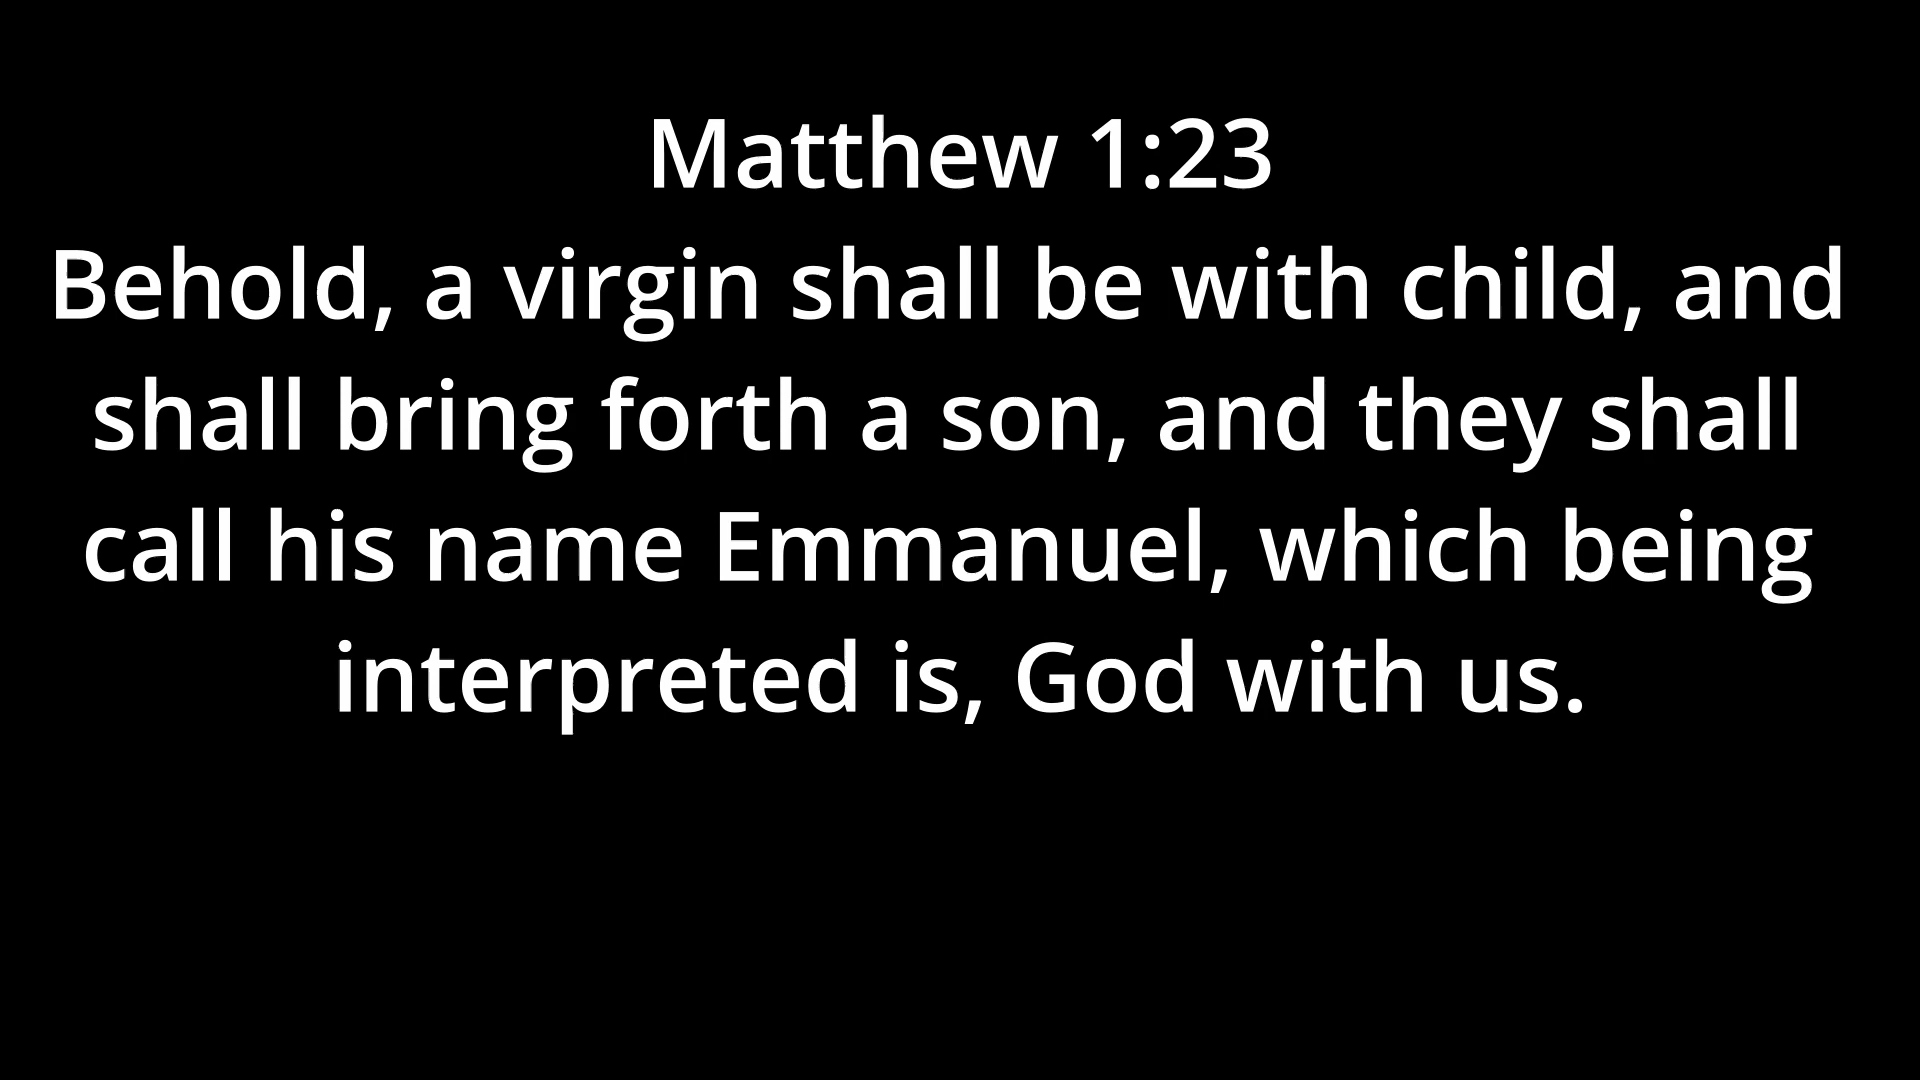 Matthew 1:23
Behold, a virgin shall be with child, and
shall bring forth a son, and they shall
call his name Emmanuel, which being
interpreted is, God with us.